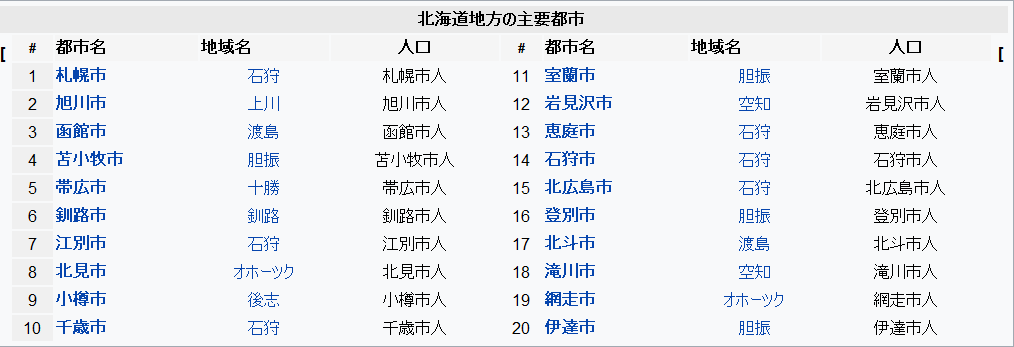 北海道地方の主要都市
[ # 都市名 地域名 人口 # 都市名 地域名 人口 [
1 札幌市 石狩 札幌市人 11 室蘭市 胆振 室蘭市人
2 旭川市 上川 旭川市人 12 岩見沢市 空知 岩見沢市人
3 函館市 渡島 函館市人 13 恵庭市 石狩 恵庭市人
4 苫小牧市 胆振 苫小牧市人 14 石狩市 石狩 石狩市人
5 帯広市 十勝 帯広市人 15 北広島市 石狩 北広島市人
6 釧路市 釧路 釧路市人 16 登別市 胆振 登別市人
7 江別市 石狩 江別市人 17 北斗市 渡島 北斗市人
8 北見市 オホーツク 北見市人 18 滝川市 空知 滝川市人
9 小樽市 後志 小樽市人 19 網走市 オホーツク 網走市人
10 千歳市 石狩 千歳市人 20 伊達市 胆振 伊達市人